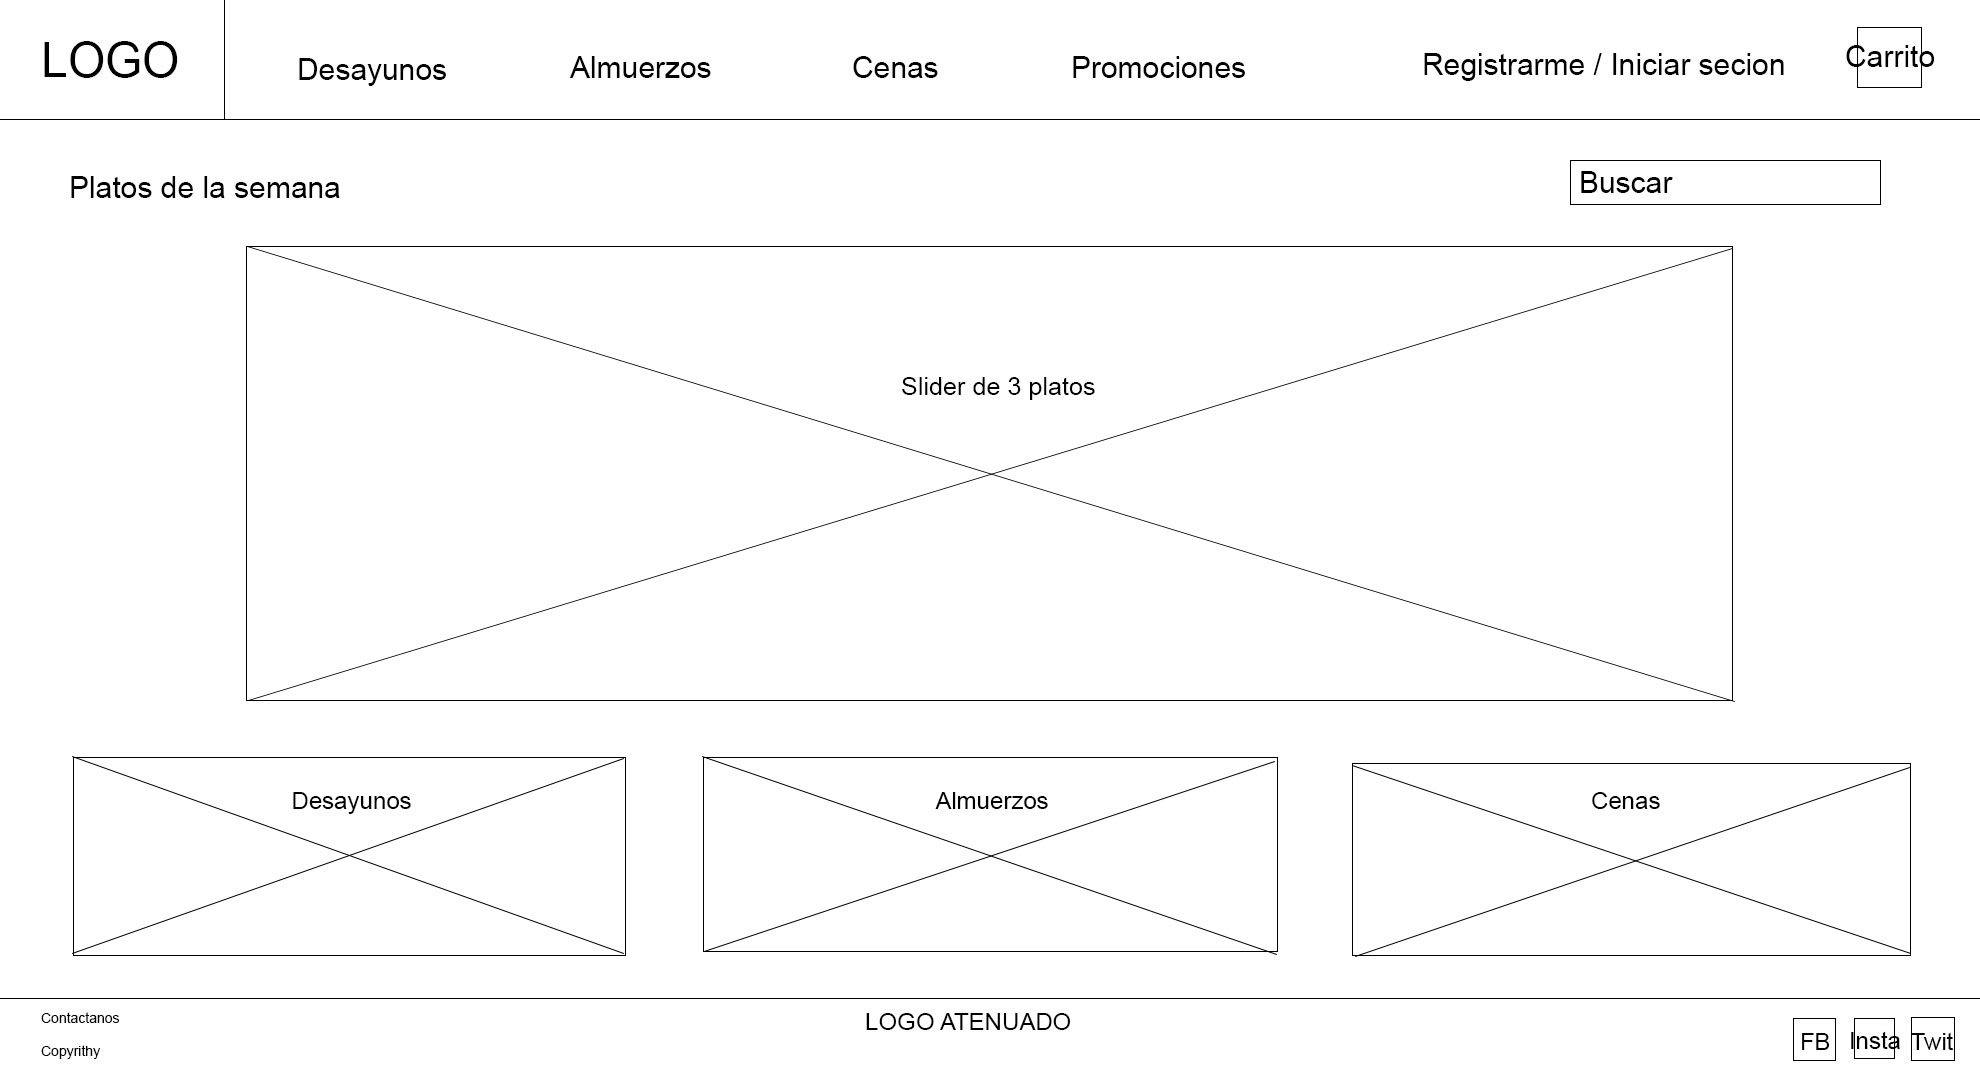 LOGO
Desayunos
Almuerzos
Cenas
Promociones
Registrarme / Iniciar secion
Carrito
Platos de la semana
Buscar
Slider de 3 platos
Desayunos
Almuerzos
Cenas
Contactanos
Copyrithy
LOGO ATENUADO
FB
Insta
Twit